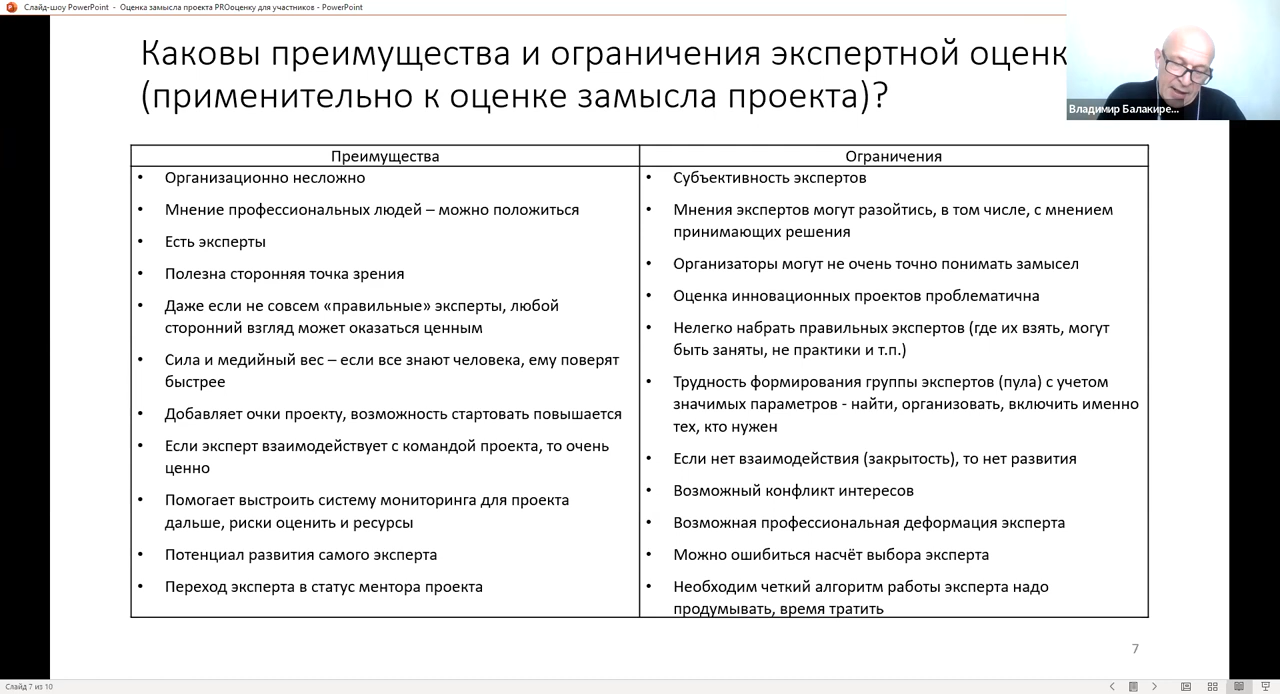 Слайд-шоу PowerPoint - Оценка замысла проекта PROоценку для участников - PowerPoint
Каковы преимущества и ограничения экспертной оценк
(применительно к оценке замысла проекта)?
Владимир Балакире...
Преимущества
• Организационно несложно
• Мнение профессиональных людей – можно положиться
• Есть эксперты
• Полезна сторонняя точка зрения
• Даже если не совсем «правильные» эксперты, любой
сторонний взгляд может оказаться ценным
• Сила и медийный вес – если все знают человека, ему поверят
быстрее
• Добавляет очки проекту, возможность стартовать повышается
• Если эксперт взаимодействует с командой проекта, то очень
ценно
• Помогает выстроить систему мониторинга для проекта
дальше, риски оценить и ресурсы
• Потенциал развития самого эксперта
• Переход эксперта в статус ментора проекта
Ограничения
• Субъективность экспертов
• Мнения экспертов могут разойтись, в том числе, с мнением
принимающих решения
• Организаторы могут не очень точно понимать замысел
• Оценка инновационных проектов проблематична
• Нелегко набрать правильных экспертов (где их взять, могут
быть заняты, не практики и т.п.)
• Трудность формирования группы экспертов (пула) с учетом
значимых параметров - найти, организовать, включить именно
тех, кто нужен
• Если нет взаимодействия (закрытость), то нет развития
• Возможный конфликт интересов
• Возможная профессиональная деформация эксперта
• Можно ошибиться насчёт выбора эксперта
• Необходим четкий алгоритм работы эксперта надо
продумывать, время тратить
7
Слайд 7 из 10